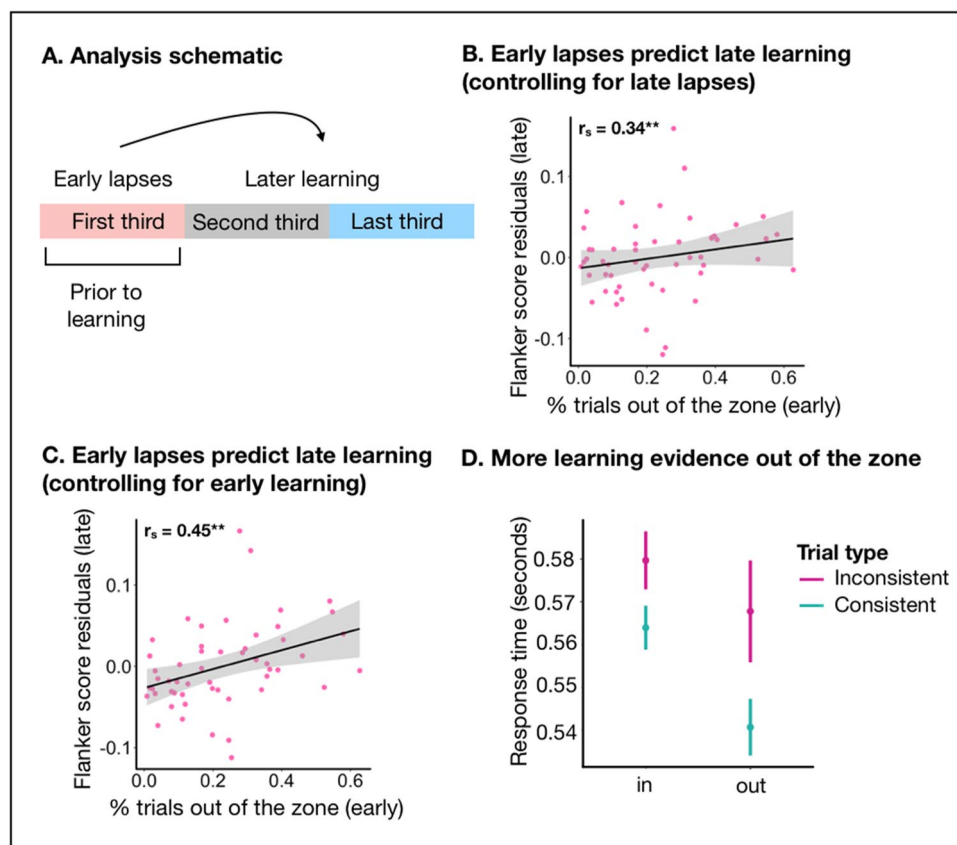 A. Analysis schematic
Early lapses
Later learning
First third
Second third
Last third
Prior to
learning
B. Early lapses predict late learning
(controlling for late lapses)
rs = 0.34**
Flanker score residuals (late)
0.1
0.0
-0.1
0.0 0.2 0.4 0.6
% trials out of the zone (early)
C. Early lapses predict late learning
(controlling for early learning)
rs = 0.45**
Flanker score residuals (late)
0.1
0.0
-0.1
0.0 0.2 0.4 0.6
% trials out of the zone (early)
D. More learning evidence out of the zone
Response time (seconds)
0.58
0.57
0.56
0.55
0.54
in out
Trial type
Inconsistent
Consistent